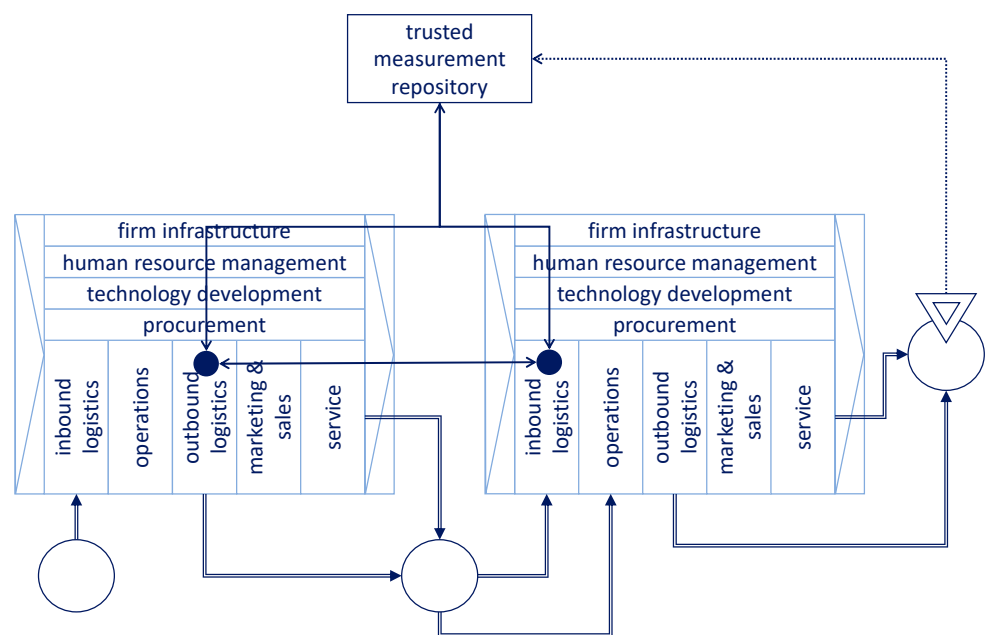 trusted
measurement
repository
firm infrastructure
human resource management
technology development
procurement
inbound
logistics
operations
outbound
logistics
marketing &
sales
service
firm infrastructure
human resource management
technology development
procurement
inbound
logistics
operations
outbound
logistics
marketing &
sales
service